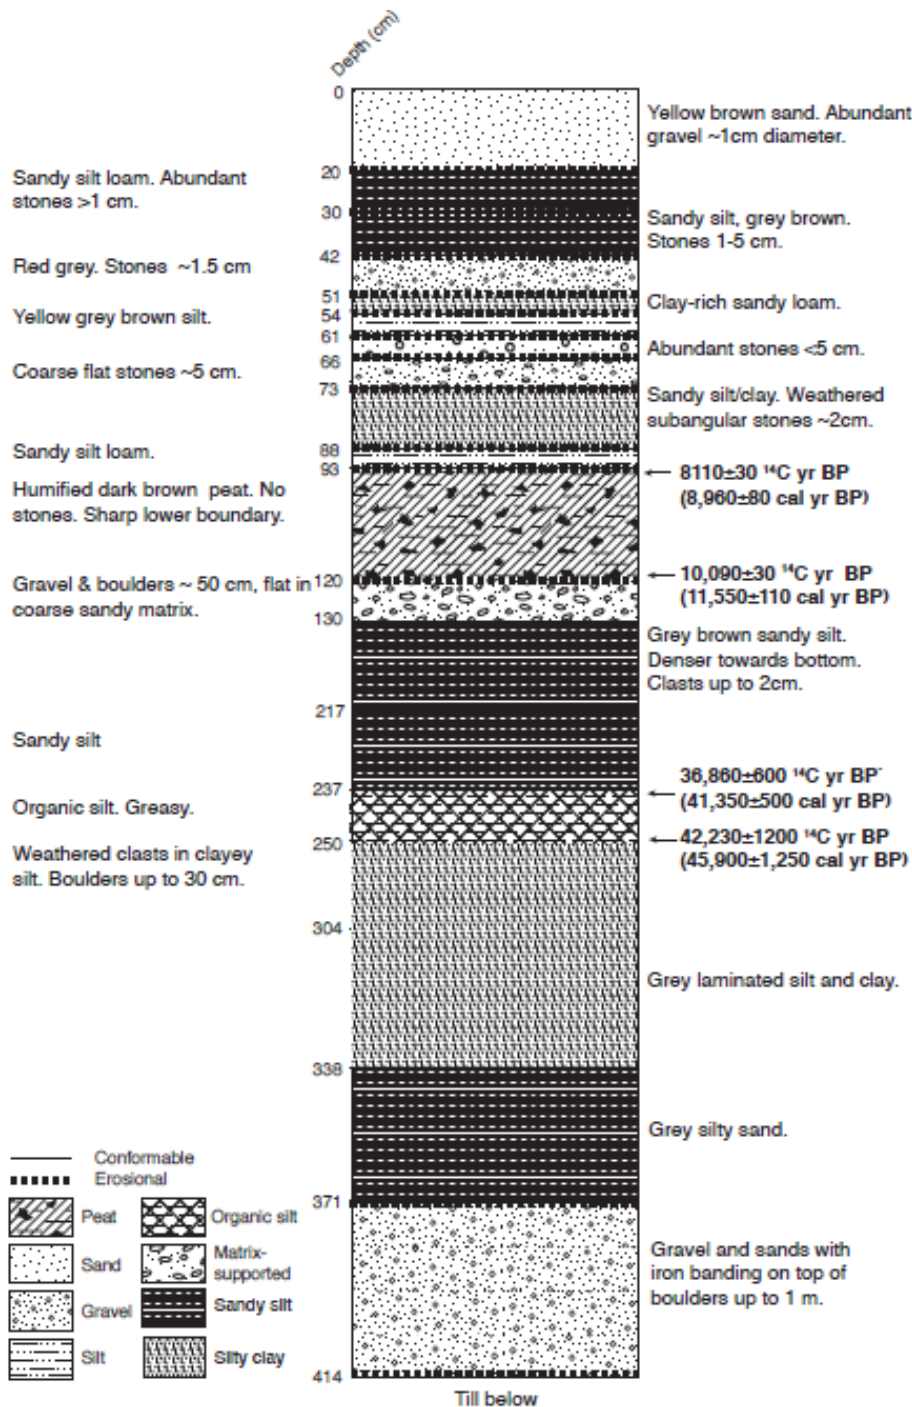 Depth (cm)
0
Yellow brown sand. Abundant
gravel ~1cm diameter.
Sandy silt loam. Abundant
stones >1 cm.
20
30
Sandy silt, grey brown.
Stones 1-5 cm.
42
Red grey. Stones ~1.5 cm
51
Clay-rich sandy loam.
54
Yellow grey brown silt.
61
Abundant stones <5 cm.
66
Coarse flat stones ~5 cm.
73
Sandy silt/clay. Weathered
subangular stones ~2cm.
88
Sandy silt loam.
93
8110±30 ¹⁴C yr BP
(8,960±80 cal yr BP)
Humified dark brown peat. No
stones. Sharp lower boundary.
10,090±30 ¹⁴C yr BP
(11,550±110 cal yr BP)
120
Gravel & boulders ~ 50 cm, flat in
coarse sandy matrix.
130
Grey brown sandy silt.
Denser towards bottom.
Clasts up to 2cm.
217
Sandy silt
36,860±600 ¹⁴C yr BP
(41,350±500 cal yr BP)
237
Organic silt. Greasy.
42,230±1200 ¹⁴C yr BP
(45,900±1,250 cal yr BP)
250
Weathered clasts in clayey
silt. Boulders up to 30 cm.
304
Grey laminated silt and clay.
338
Grey silty sand.
371
Gravel and sands with
iron banding on top of
boulders up to 1 m.
414
Till below
Conformable
Erosional
Peat
Organic silt
Sand
Matrix-
supported
Gravel
Sandy silt
Silt
Silty clay